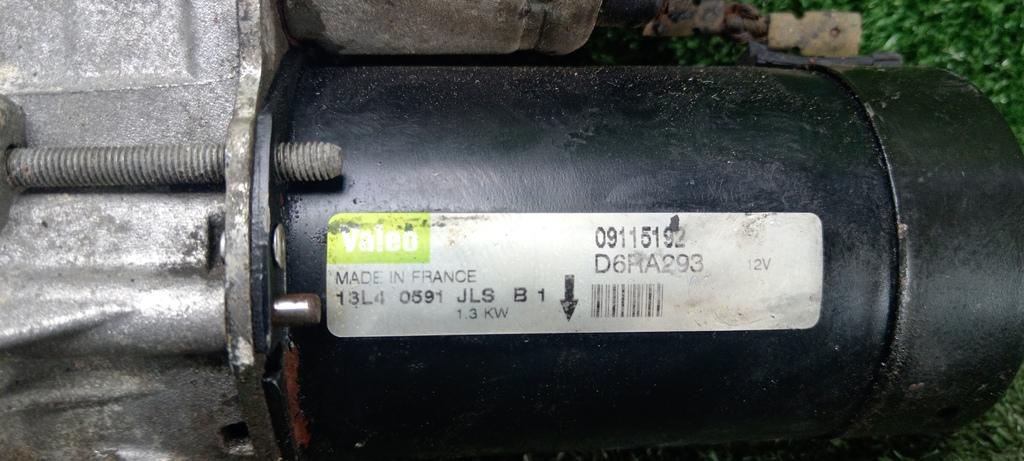 Valeo
09115192
D6RA293
12V
MADE IN FRANCE
13L4 0591 JLS B 1
1.3 KW